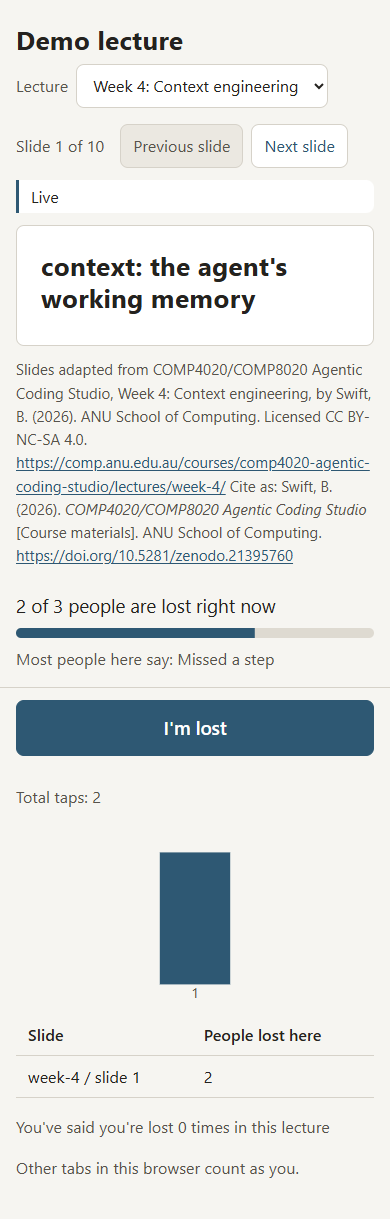 Demo lecture
Lecture Week 4: Context engineering
Slide 1 of 10 Previous slide Next slide
Live
context: the agent's
working memory
Slides adapted from COMP4020/COMP8020 Agentic
Coding Studio, Week 4: Context engineering, by Swift,
B. (2026). ANU School of Computing. Licensed CC BY-
NC-SA 4.0.
https://comp.anu.edu.au/courses/comp4020-agentic-
coding-studio/lectures/week-4/ Cite as: Swift, B.
(2026). COMP4020/COMP8020 Agentic Coding Studio
[Course materials]. ANU School of Computing.
https://doi.org/10.5281/zenodo.21395760
2 of 3 people are lost right now
Most people here say: Missed a step
I'm lost
Total taps: 2
1
Slide People lost here
week-4 / slide 1 2
You've said you're lost 0 times in this lecture
Other tabs in this browser count as you.